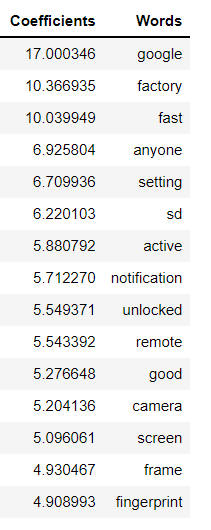 Coefficients Words
17.000346 google
10.366935 factory
10.039949 fast
6.925804 anyone
6.709936 setting
6.220103 sd
5.880792 active
5.712270 notification
5.549371 unlocked
5.543392 remote
5.276648 good
5.204136 camera
5.096061 screen
4.930467 frame
4.908993 fingerprint